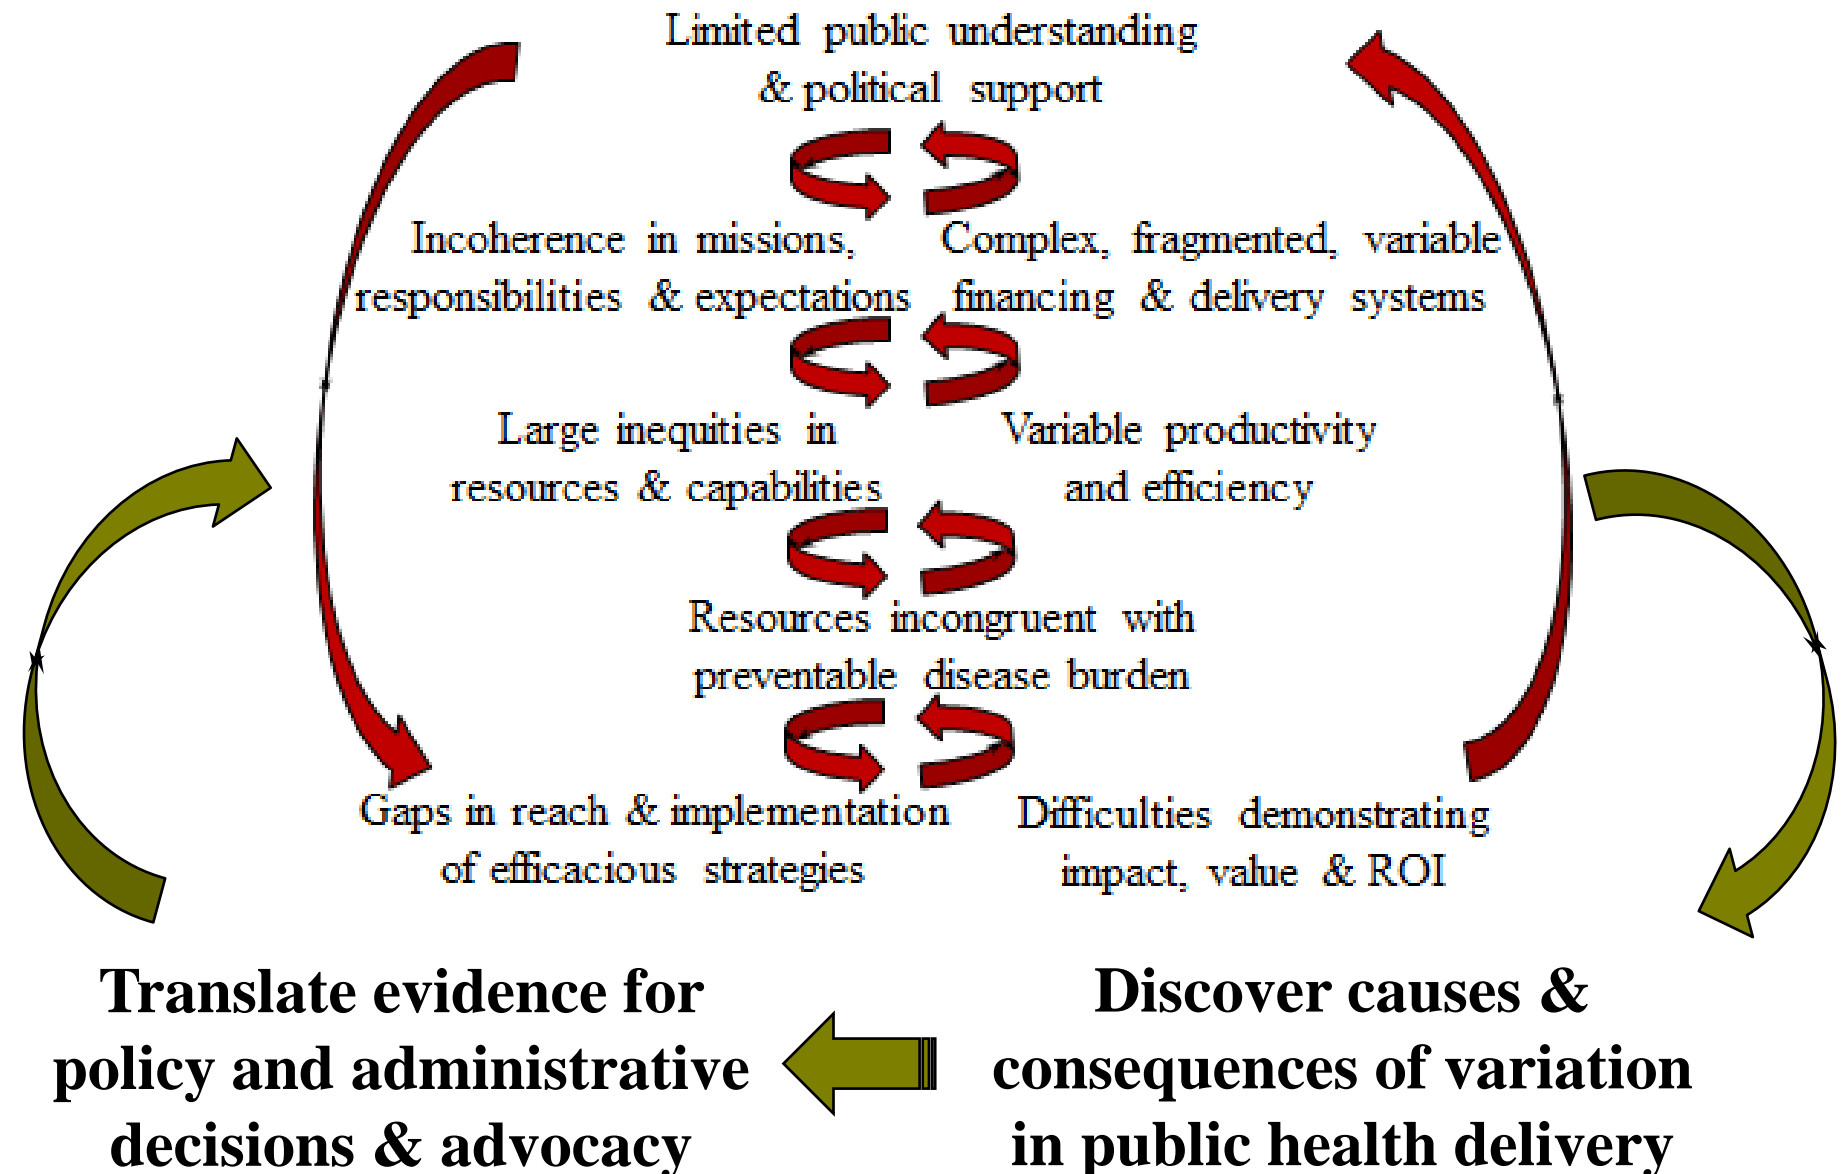 Limited public understanding
& political support
Incoherence in missions,
responsibilities & expectations
Complex, fragmented, variable
financing & delivery systems
Large inequities in
resources & capabilities
Variable productivity
and efficiency
Resources incongruent with
preventable disease burden
Gaps in reach & implementation
of efficacious strategies
Difficulties demonstrating
impact, value & ROI
Translate evidence for
policy and administrative
decisions & advocacy
Discover causes &
consequences of variation
in public health delivery